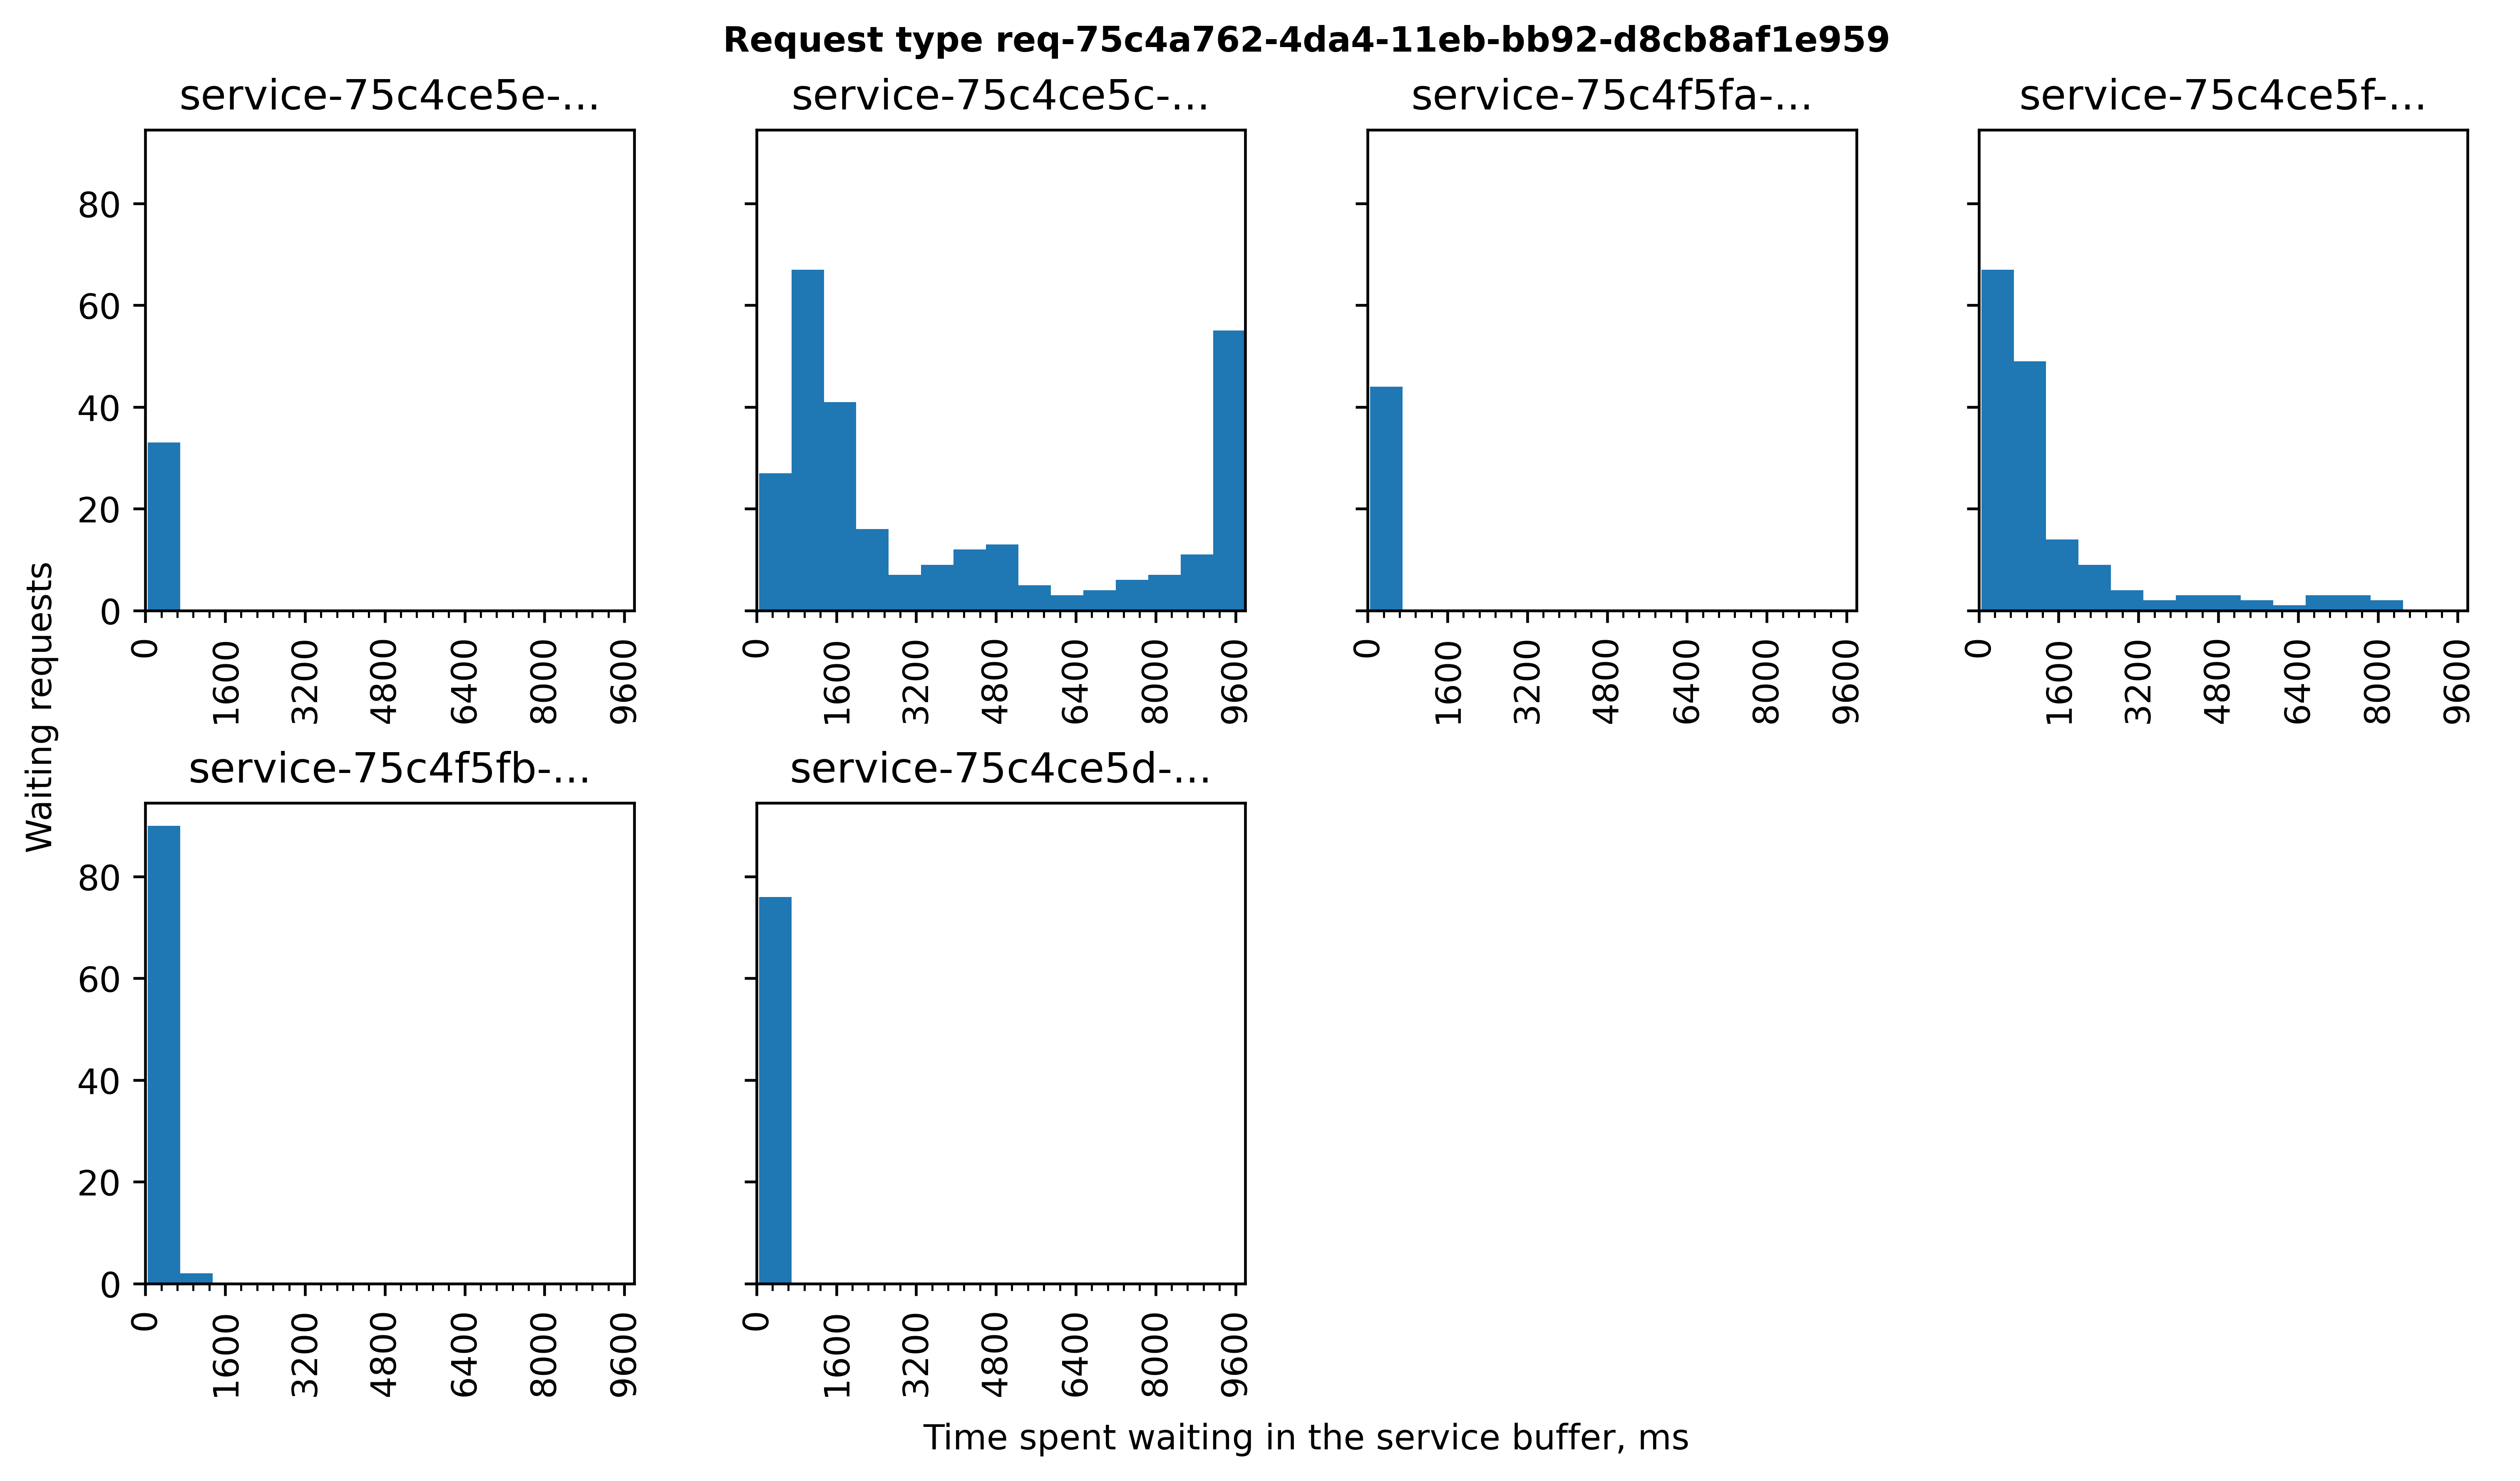 Request type req-75c4a762-4da4-11eb-bb92-d8cb8af1e959
service-75c4ce5e-...
service-75c4ce5c-...
service-75c4f5fa-...
service-75c4ce5f-...
80
60
40
20
0
0 1600 3200 4800 6400 8000 9600
0 1600 3200 4800 6400 8000 9600
0 1600 3200 4800 6400 8000 9600
0 1600 3200 4800 6400 8000 9600
Waiting requests
service-75c4f5fb-...
service-75c4ce5d-...
80
60
40
20
0
0 1600 3200 4800 6400 8000 9600
0 1600 3200 4800 6400 8000 9600
Time spent waiting in the service buffer, ms